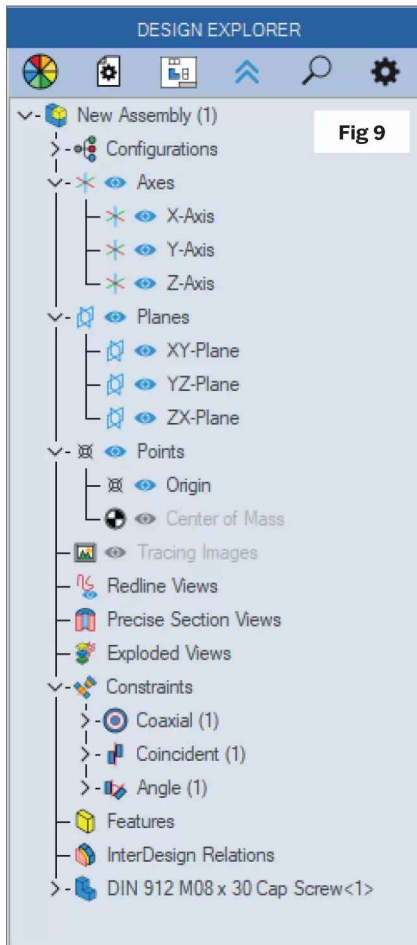 DESIGN EXPLORER
New Assembly (1)
Fig 9
Configurations
Axes
X-Axis
Y-Axis
Z-Axis
Planes
XY-Plane
YZ-Plane
ZX-Plane
Points
Origin
Center of Mass
Tracing Images
Redline Views
Precise Section Views
Exploded Views
Constraints
Coaxial (1)
Coincident (1)
Angle (1)
Features
InterDesign Relations
DIN 912 M08 x 30 Cap Screw<1>